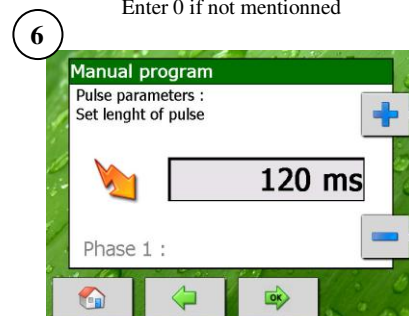 Enter 0 if not mentionned
6
Manual program
Pulse parameters :
Set lenght of pulse
120 ms
Phase 1 :
OK